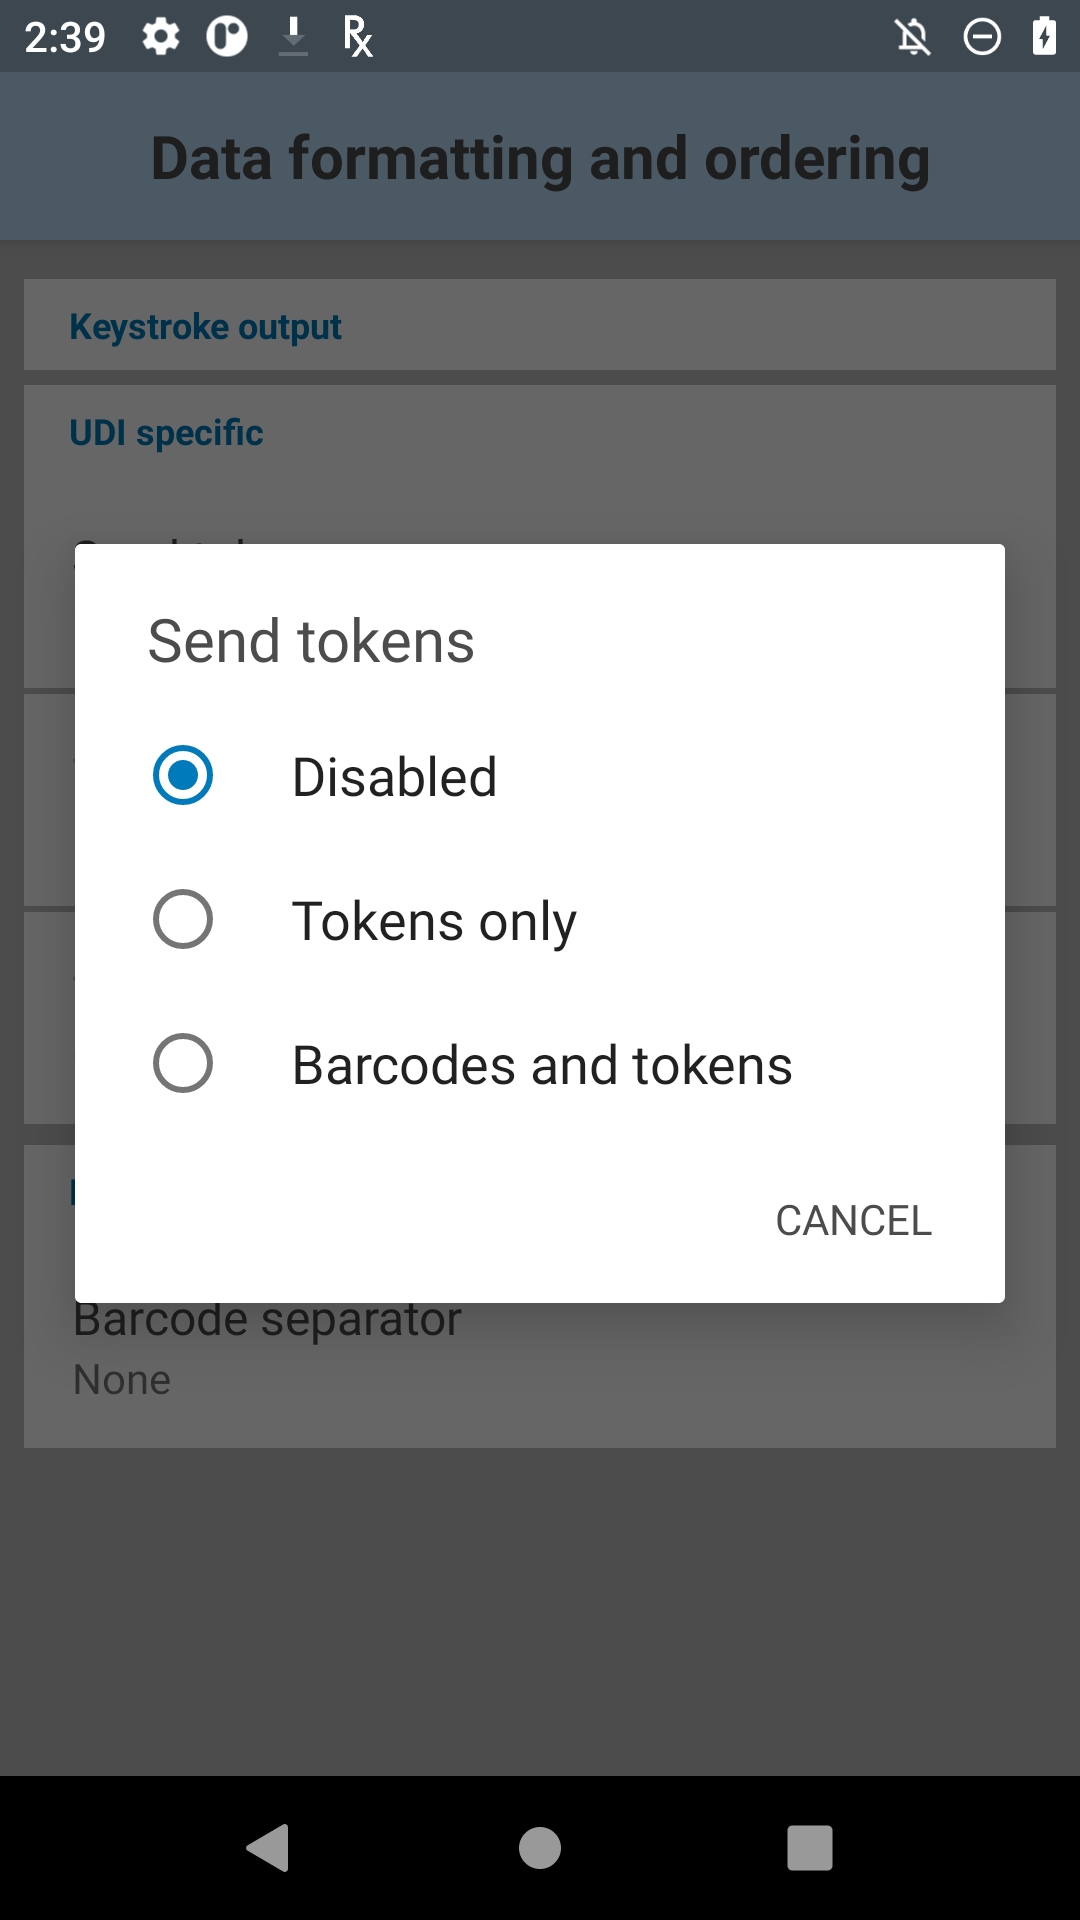 2:39
Data formatting and ordering
Keystroke output
UDI specific
Send tokens
Disabled
Tokens only
Barcodes and tokens
CANCEL
Barcode separator
None